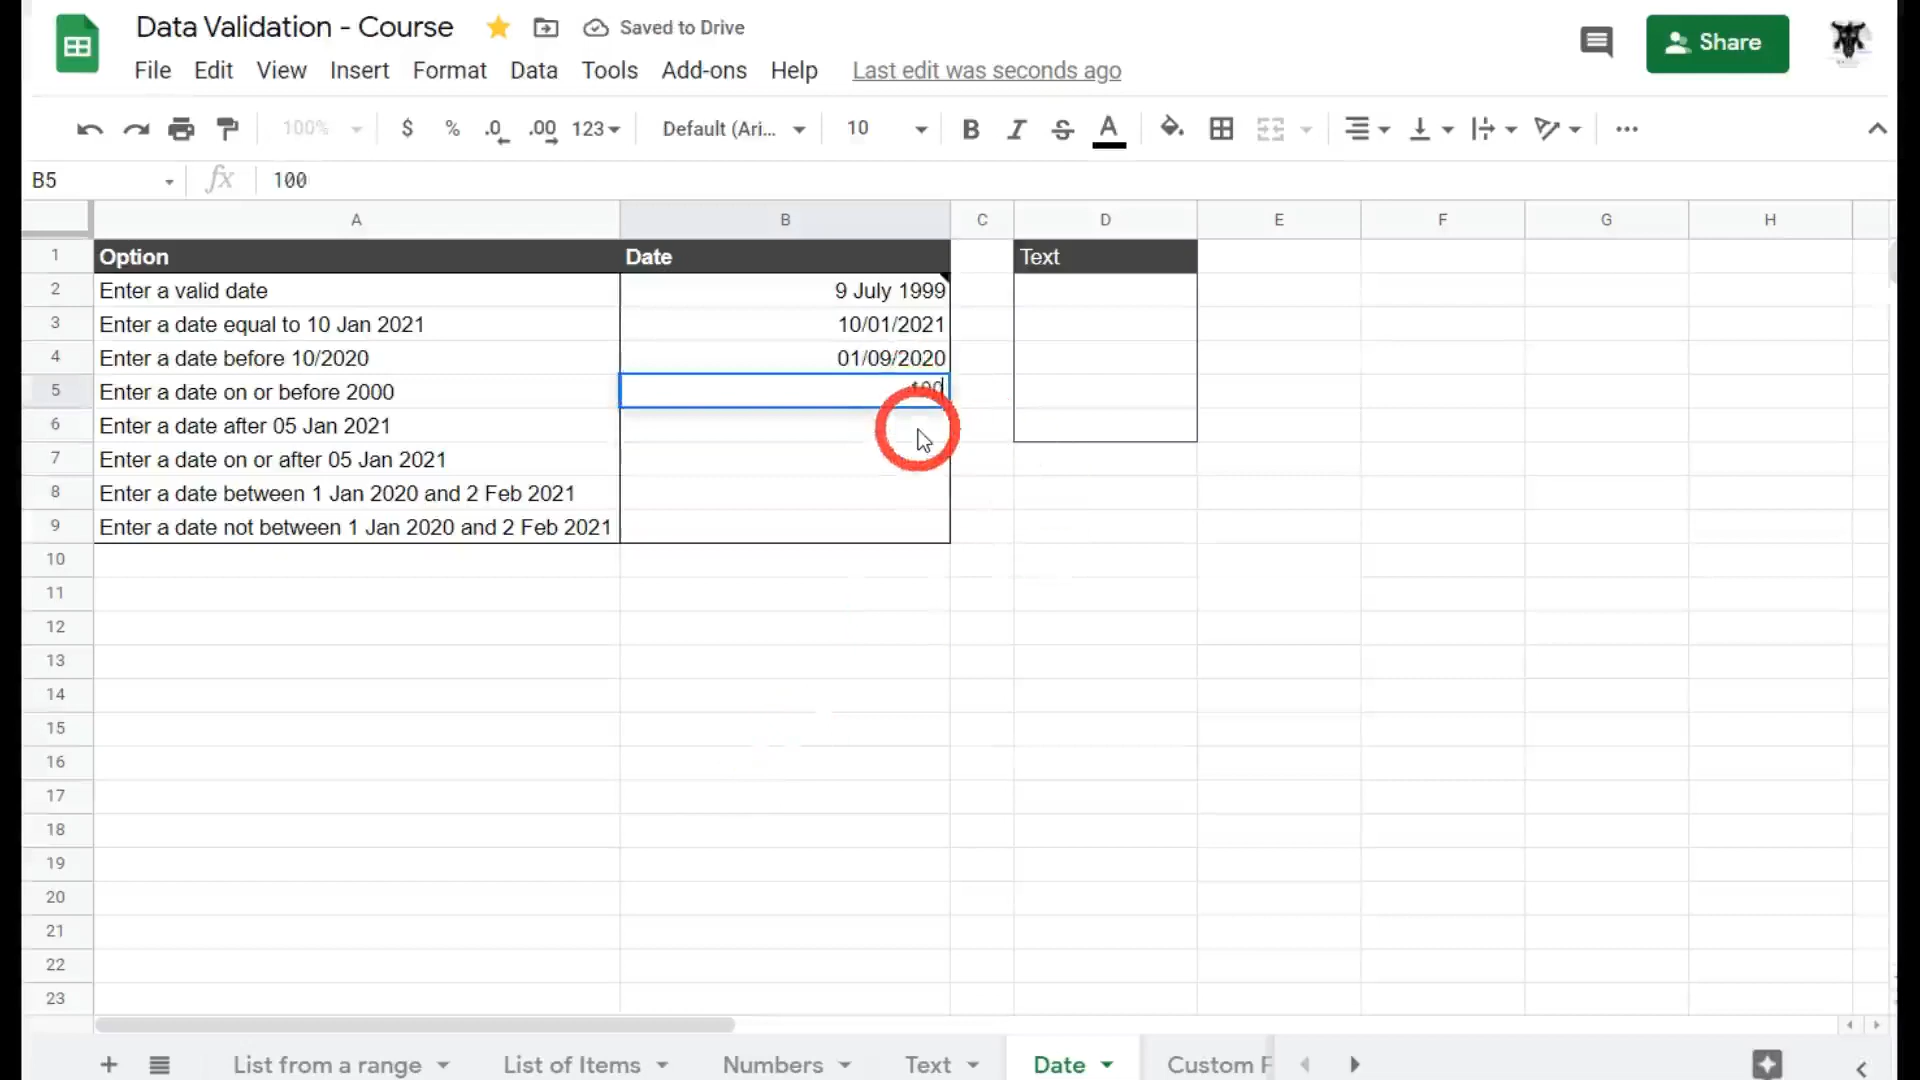 Data Validation - Course Saved to Drive
Share
File Edit View Insert Format Data Tools Add-ons Help Last edit was seconds ago
100% $ % .0 .00 123 Default (Ari... 10 B I S A
B5 fx 100
A B C D E F G H
1 Option Date Text
2 Enter a valid date 9 July 1999
3 Enter a date equal to 10 Jan 2021 10/01/2021
4 Enter a date before 10/2020 01/09/2020
5 Enter a date on or before 2000 100
6 Enter a date after 05 Jan 2021
7 Enter a date on or after 05 Jan 2021
8 Enter a date between 1 Jan 2020 and 2 Feb 2021
9 Enter a date not between 1 Jan 2020 and 2 Feb 2021
10
11
12
13
14
15
16
17
18
19
20
21
22
23
List from a range List of Items Numbers Text Date Custom F